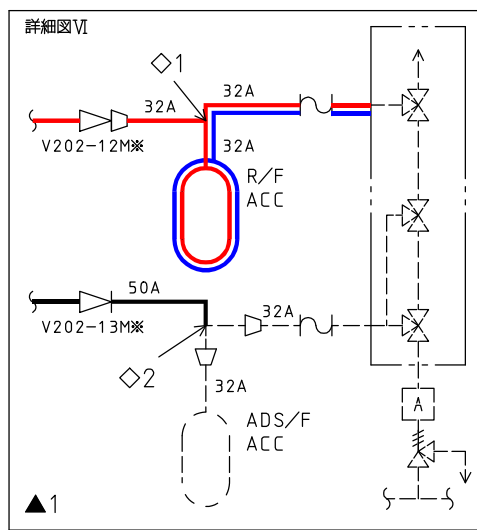 詳細図Ⅵ
◇1
32A
32A
V202-12M※
32A
R/F
ACC
50A
V202-13M※
32A
◇2
32A
A
ADS/F
ACC
▲1